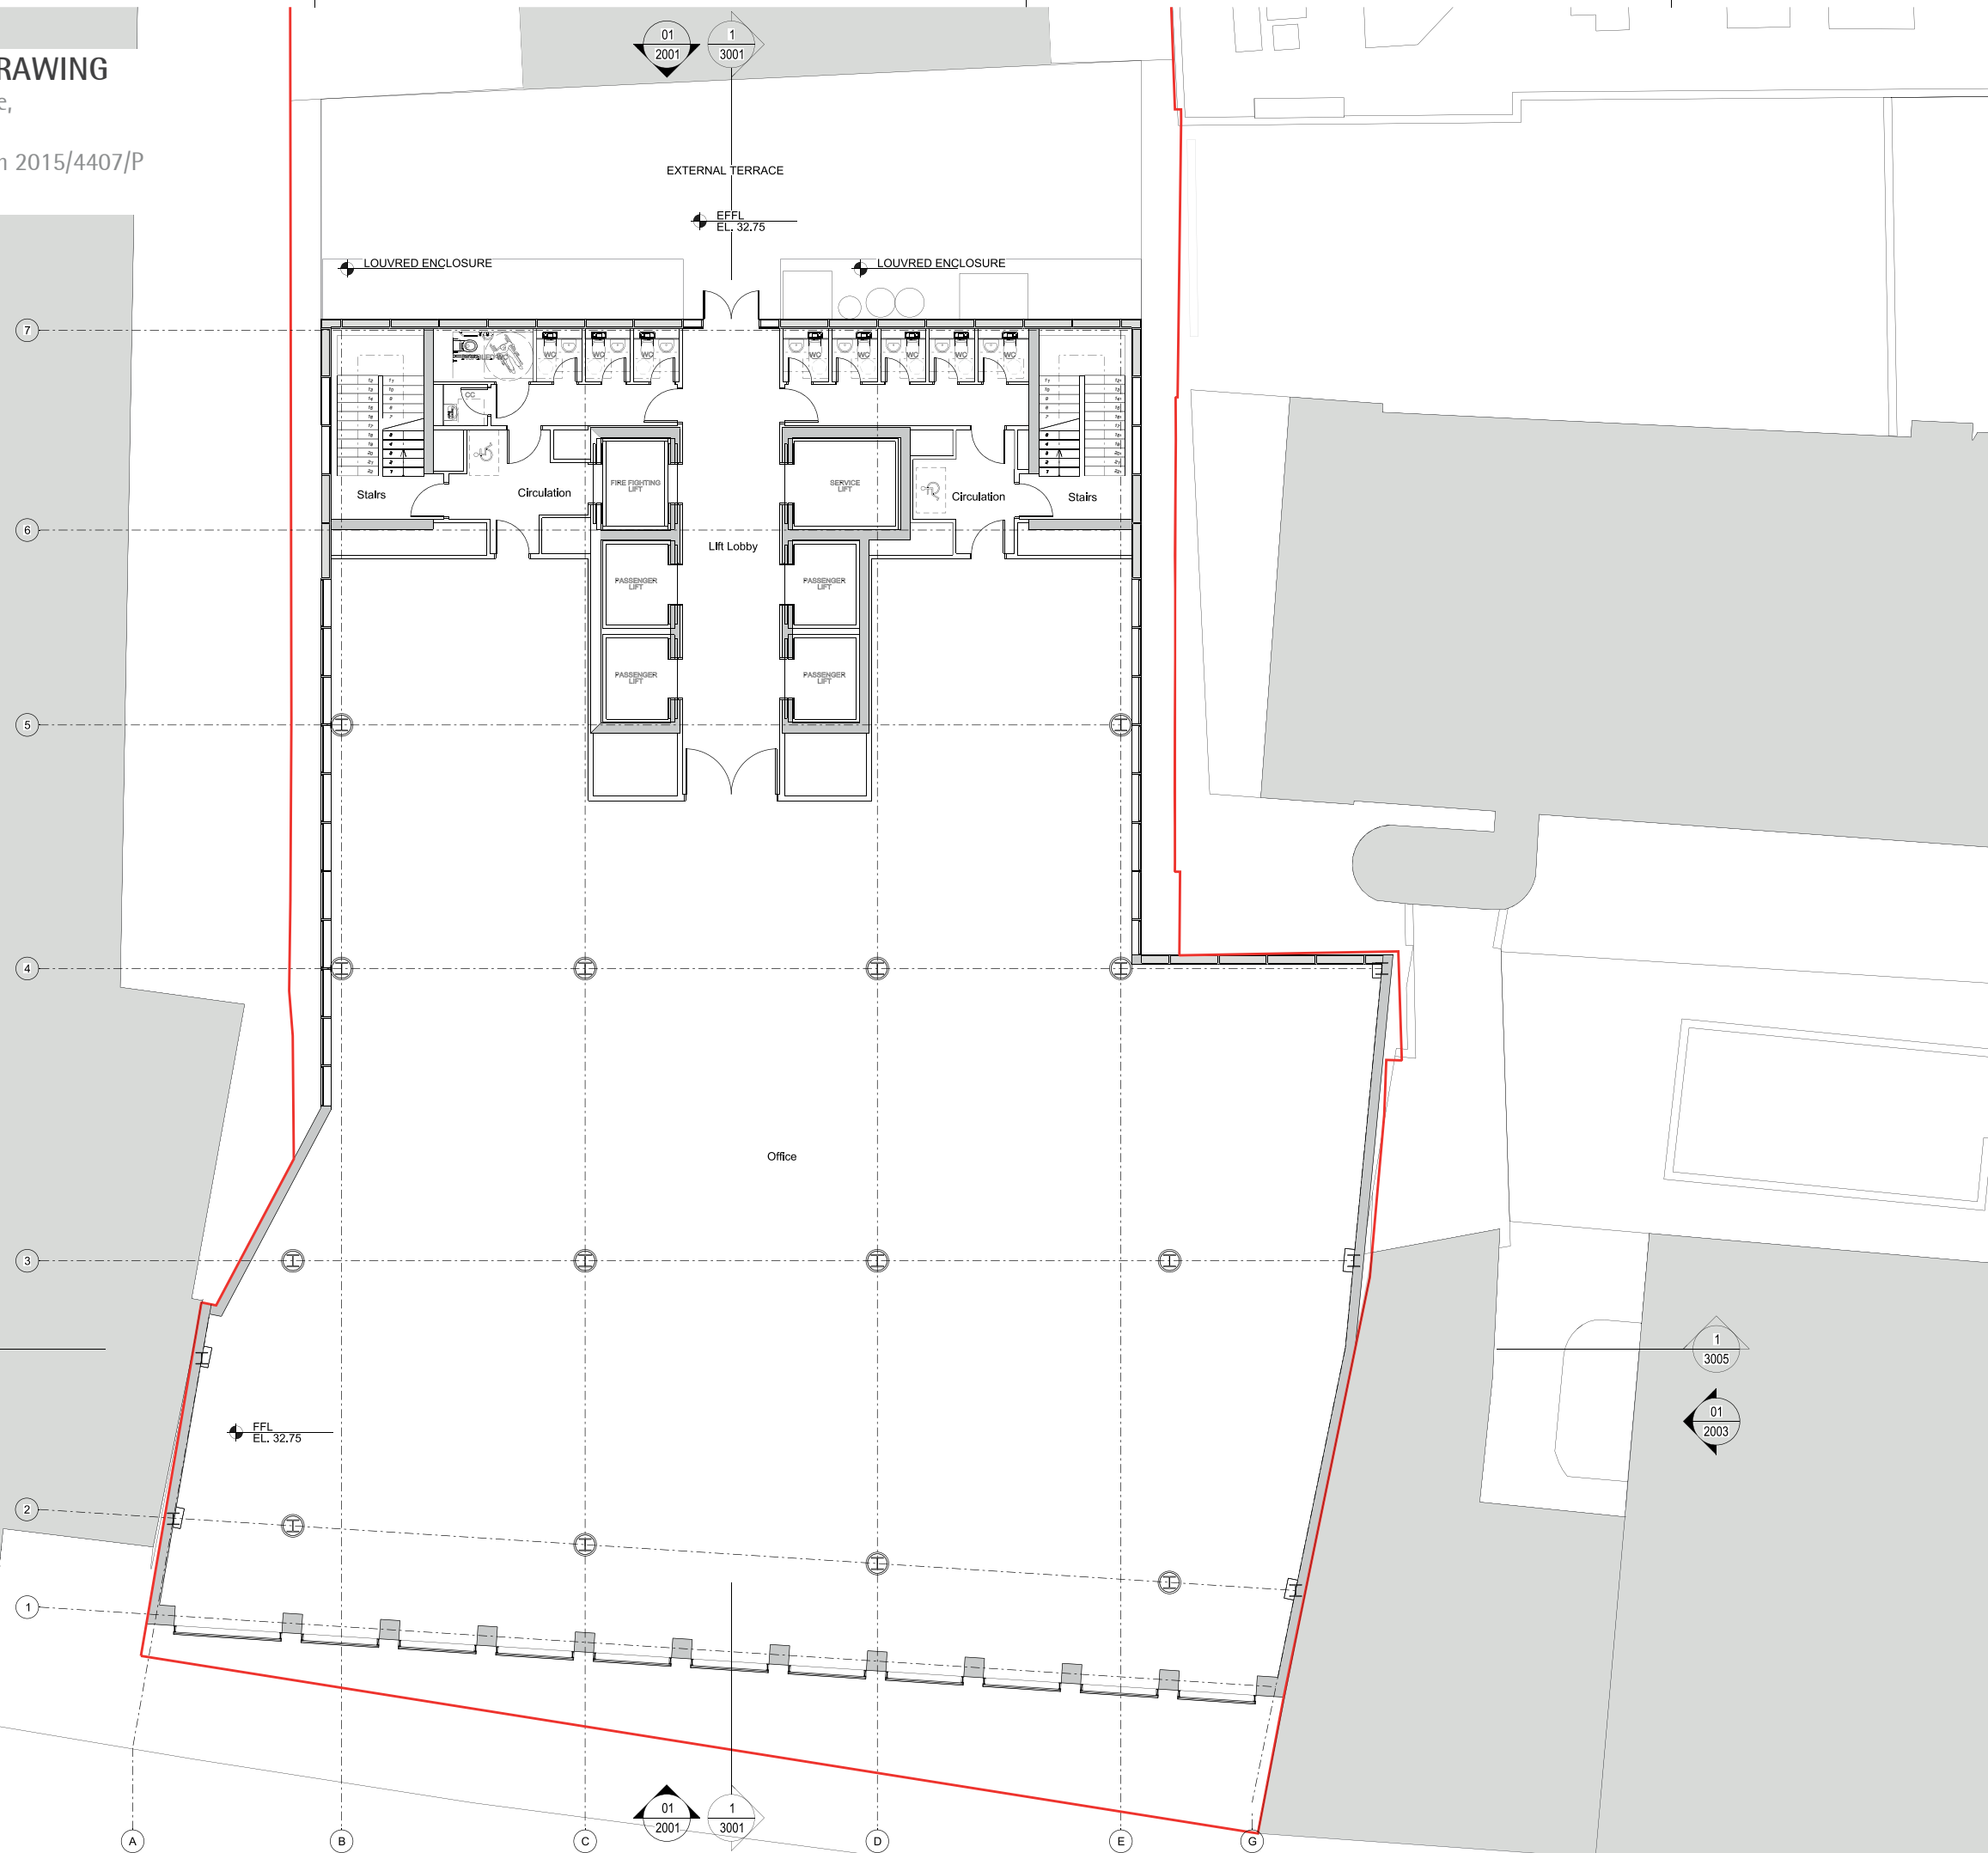 01
2001
1
3001
RAWING
e,
n 2015/4407/P
EXTERNAL TERRACE
EFFL
EL. 32.75
LOUVRED ENCLOSURE
LOUVRED ENCLOSURE
7
WC
WC
WC
WC
WC
WC
WC
WC
CC
Stairs
Circulation
FIRE FIGHTING
LIFT
SERVICE
LIFT
Circulation
Stairs
6
Lift Lobby
PASSENGER
LIFT
PASSENGER
LIFT
PASSENGER
LIFT
PASSENGER
LIFT
5
4
Office
3
1
3005
01
2003
FFL
EL. 32.75
2
1
01
2001
1
3001
A
B
C
D
E
G